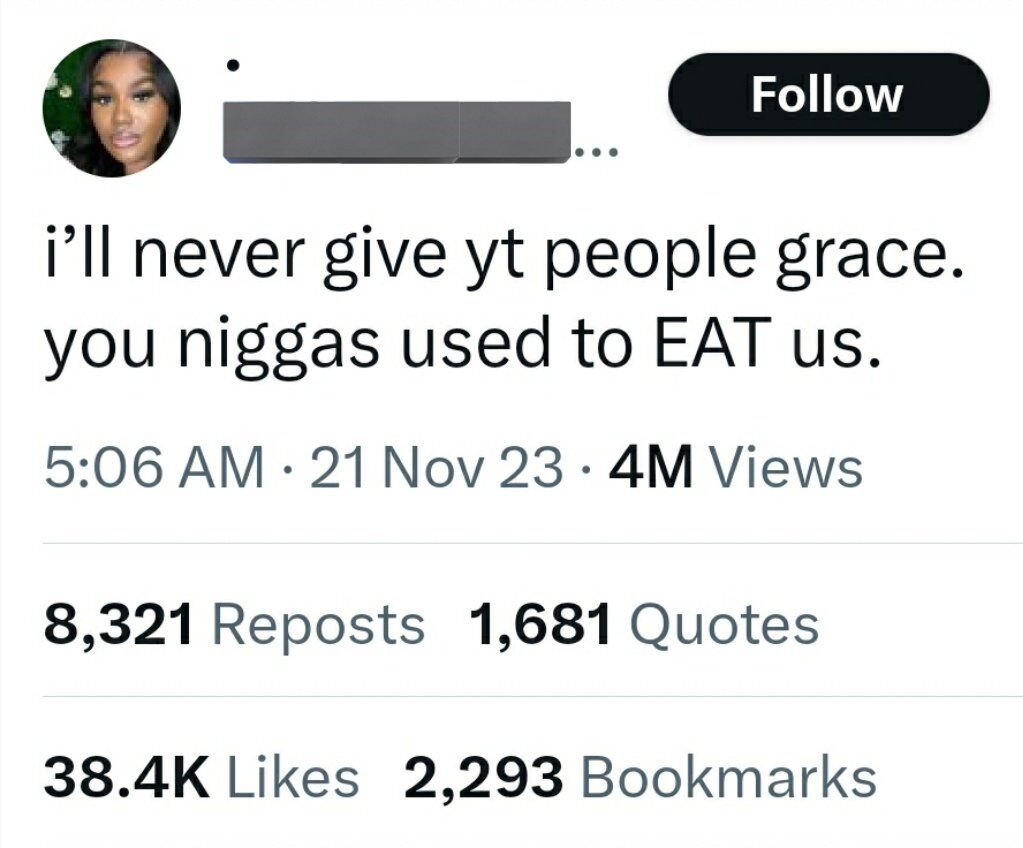 •
...
Follow
i’ll never give yt people grace.
you niggas used to EAT us.
5:06 AM · 21 Nov 23 · 4M Views
8,321 Reposts 1,681 Quotes
38.4K Likes 2,293 Bookmarks